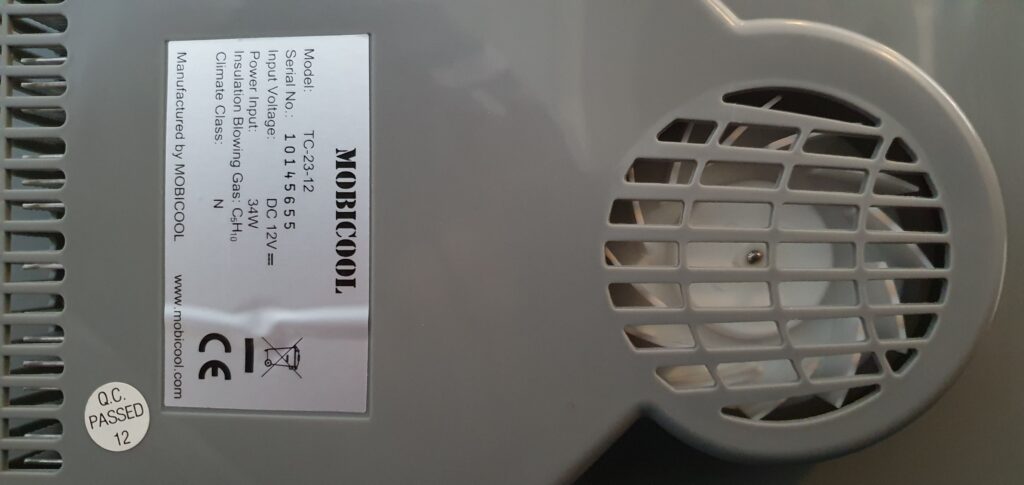 MOBICOOL
Model: TC-23-12
Serial No.: 10145655
Input Voltage: DC 12V⎓
Power Input: 34W
Insulation Blowing Gas: C₅H₁₀
Climate Class: N
Manufactured by MOBICOOL www.mobicool.com
CE
Q.C.
PASSED
12